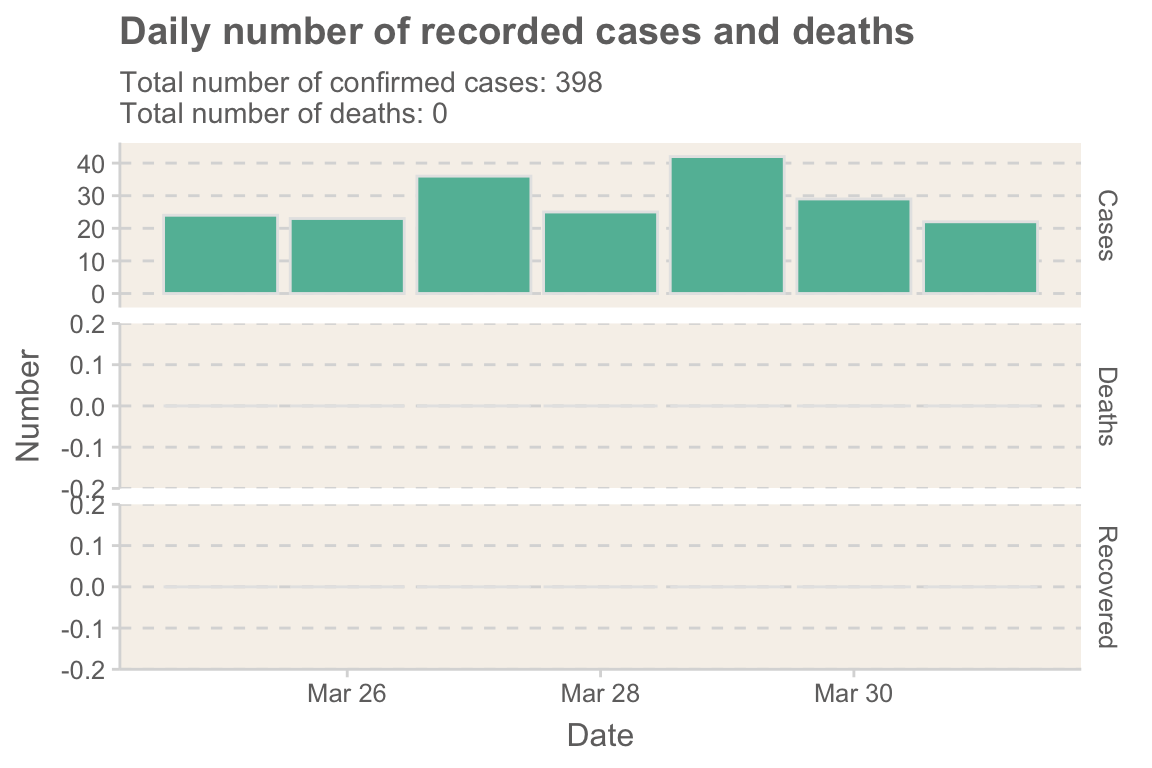 Daily number of recorded cases and deaths
Total number of confirmed cases: 398
Total number of deaths: 0
40
30
20
10
0
Cases
0.2
0.1
0.0
-0.1
-0.2
Deaths
Number
0.2
0.1
0.0
-0.1
-0.2
Recovered
Mar 26 Mar 28 Mar 30
Date